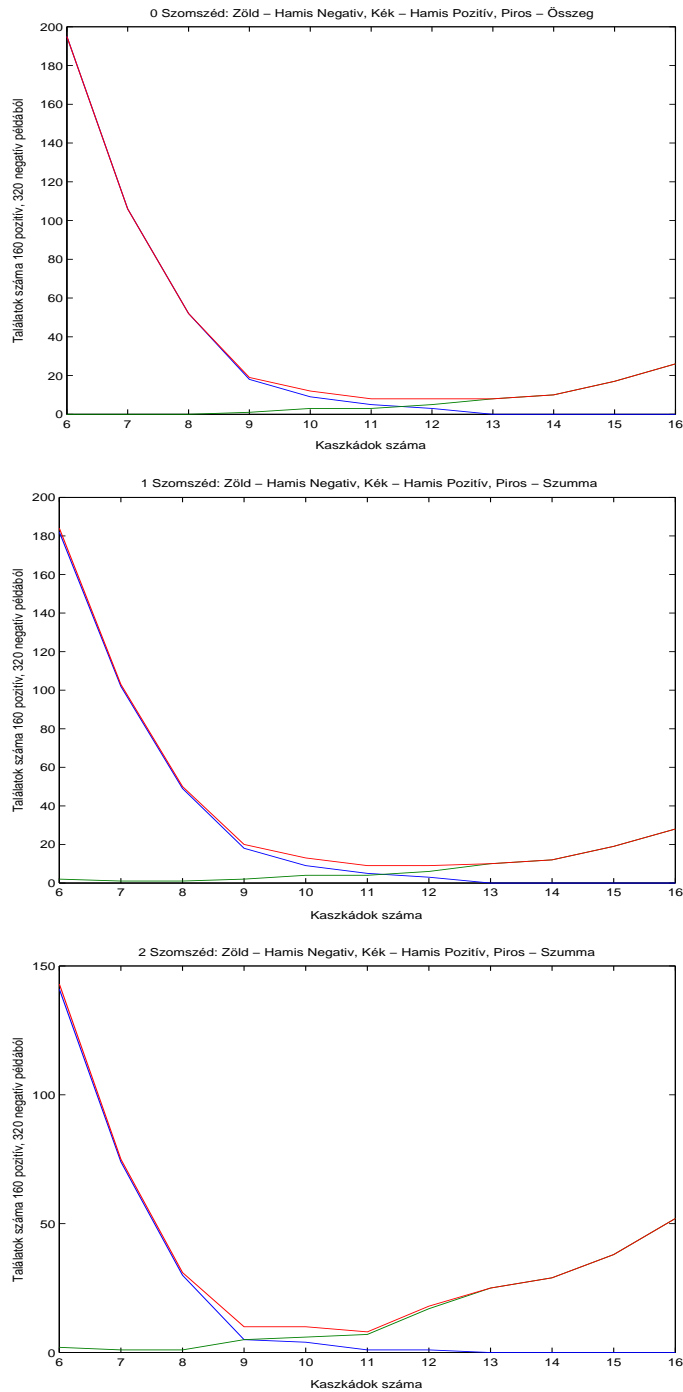 0 Szomszéd: Zöld − Hamis Negativ, Kék − Hamis Pozitív, Piros − Összeg
Találatok száma 160 pozitív, 320 negativ példából
200
180
160
140
120
100
80
60
40
20
0
6 7 8 9 10 11 12 13 14 15 16
Kaszkádok száma
1 Szomszéd: Zöld − Hamis Negativ, Kék − Hamis Pozitív, Piros − Szumma
Találatok száma 160 pozitív, 320 negativ példából
200
180
160
140
120
100
80
60
40
20
0
6 7 8 9 10 11 12 13 14 15 16
Kaszkádok száma
2 Szomszéd: Zöld − Hamis Negativ, Kék − Hamis Pozitív, Piros − Szumma
Találatok száma 160 pozitív, 320 negativ példából
150
100
50
0
6 7 8 9 10 11 12 13 14 15 16
Kaszkádok száma